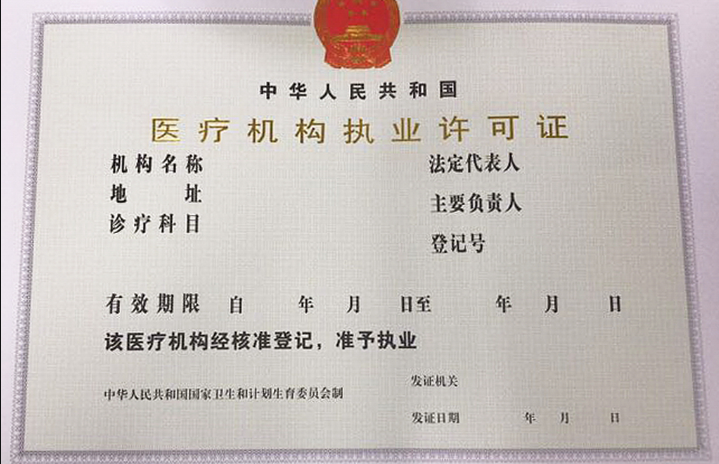 中华人民共和国
医疗机构执业许可证
机构名称
法定代表人
地址
主要负责人
诊疗科目
登记号
有效期限 自 年 月 日至 年 月 日
该医疗机构经核准登记，准予执业
中华人民共和国国家卫生和计划生育委员会制
发证机关
发证日期 年 月 日